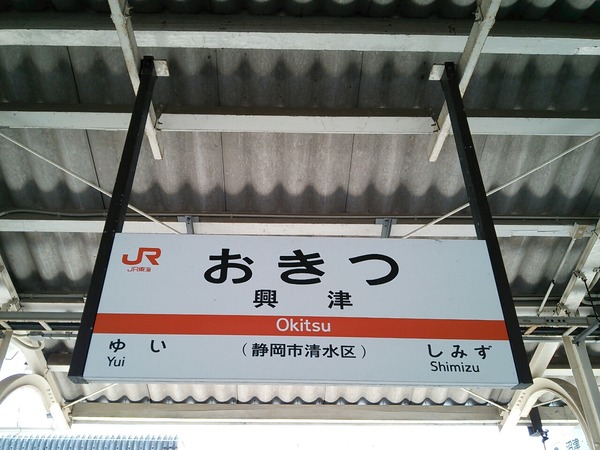 JR
JR東海
おきつ
興津
Okitsu
ゆい
Yui
(静岡市清水区)
しみず
Shimizu